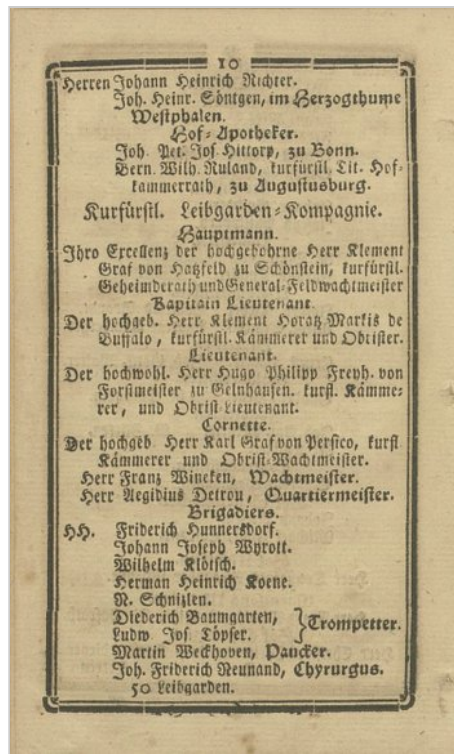 10
Herren Johann Heinrich Richter.
Joh. Heinr. Söntgen, im Herzogthume
Westphalen.
Hof-Apotheker.
Joh. Pet. Jos. Hittorp, zu Bonn.
Bern. Wilh. Ruland, kurfürstl. Tit. Hof-
kammerrath, zu Augustusburg.
Kurfürstl. Leibgarden-Kompagnie.
Hauptmann.
Ihro Excellenz der hochgebohrne Herr Klement
Graf von Hatzfeld zu Schönstein, kurfürstl.
Geheimderath und General-Feldwachtmeister
Kapitain Lieutenant.
Der hochgeb. Herr Klement Horatz Markis de
Buffalo, kurfürstl. Kämmerer und Obrister.
Lieutenant.
Der hochwohl. Herr Hugo Philipp Freyh. von
Forstmeister zu Gelnhausen. kurfl. Kämme-
rer, und Obrist Lieutenant.
Cornette.
Der hochgeb. Herr Karl Graf von Persico, kurfl.
Kämmerer und Obrist-Wachtmeister.
Herr Franz Wincken, Wachtmeister.
Herr Aegidius Detrou, Quartiermeister.
Brigadiers.
HH. Friderich Hunnersdorf.
Johann Joseph Wyrott.
Wilhelm Klötsch.
Herman Heinrich Koene.
N. Schnizlen.
Diederich Baumgarten,
Ludw. Jos. Töpfer. } Trompetter.
Martin Weckhoven, Paucker.
Joh. Friderich Neunand, Chyrurgus.
50 Leibgarden.